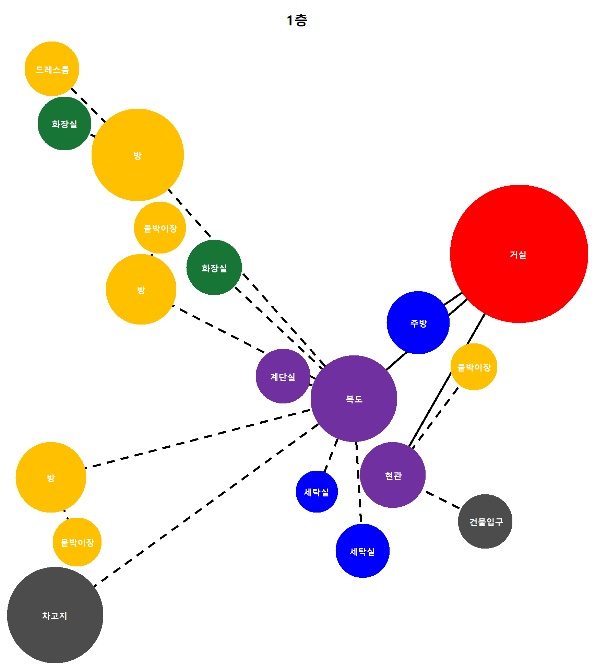 1층
드레스룸
화장실
방
붙박이장
화장실
방
거실
주방
계단실
복도
붙박이장
방
세탁실
현관
건물입구
붙박이장
세탁실
차고지